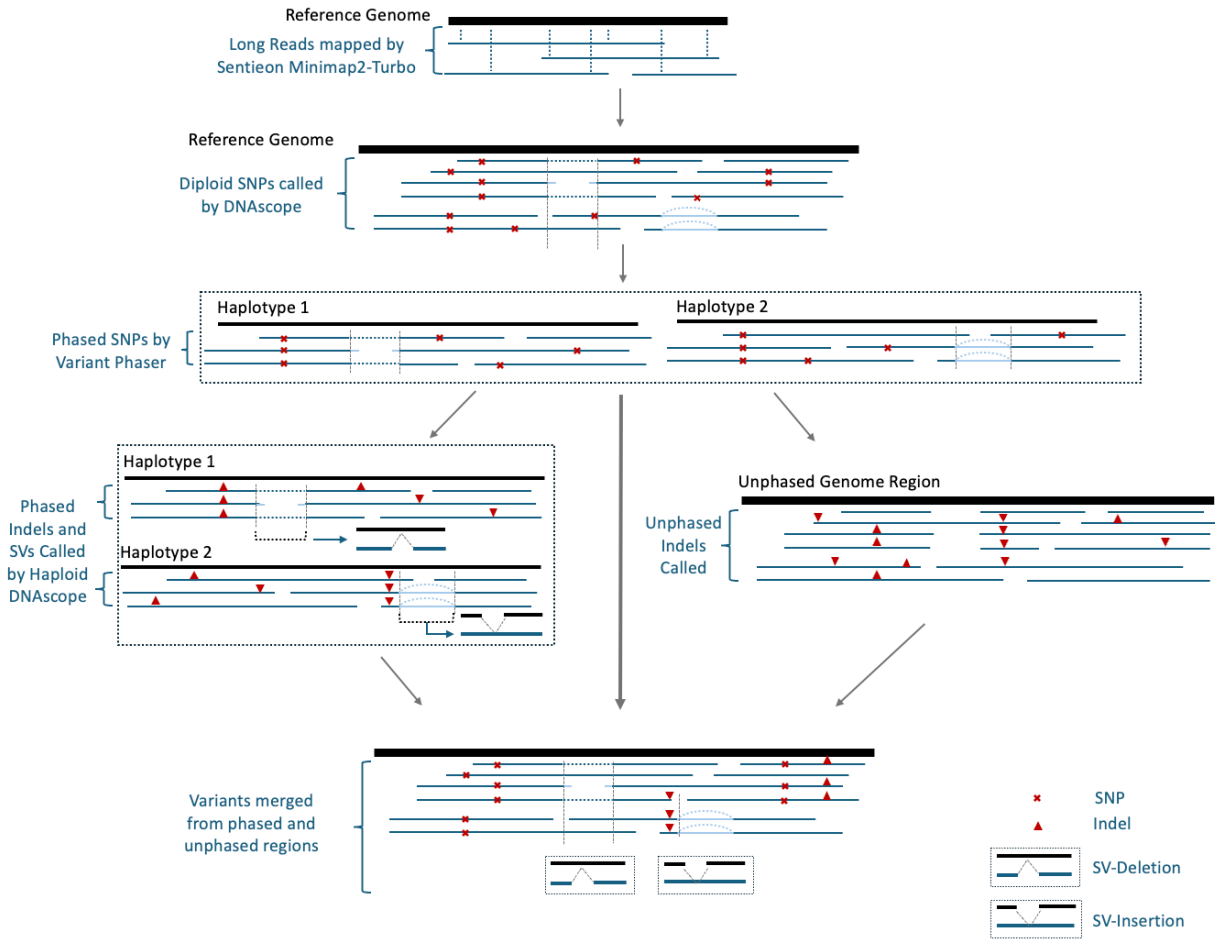 Reference Genome
Long Reads mapped by
Sentieon Minimap2-Turbo
Reference Genome
Diploid SNPs called
by DNAscope
Haplotype 1
Haplotype 2
Phased SNPs by
Variant Phaser
Haplotype 1
Phased
Indels and
SVs Called
by Haploid
DNAscope
Haplotype 2
Unphased Genome Region
Unphased
Indels
Called
Variants merged
from phased and
unphased regions
SNP
Indel
SV-Deletion
SV-Insertion